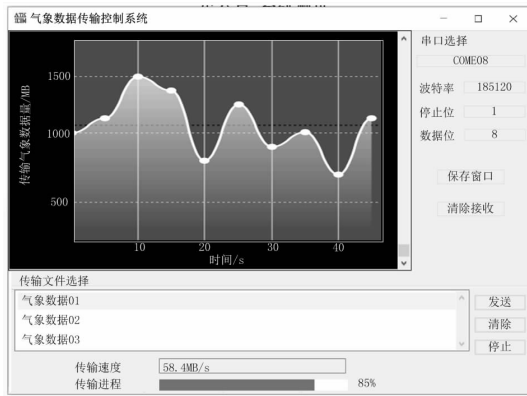 气象数据传输控制系统
串口选择
COME08
波特率 185120
停止位 1
数据位 8
保存窗口
清除接收
传输气象数据量/MB
1500
1000
500
10 20 30 40
时间/s
传输文件选择
气象数据01
气象数据02
气象数据03
发送
清除
停止
传输速度 58.4MB/s
传输进程 85%